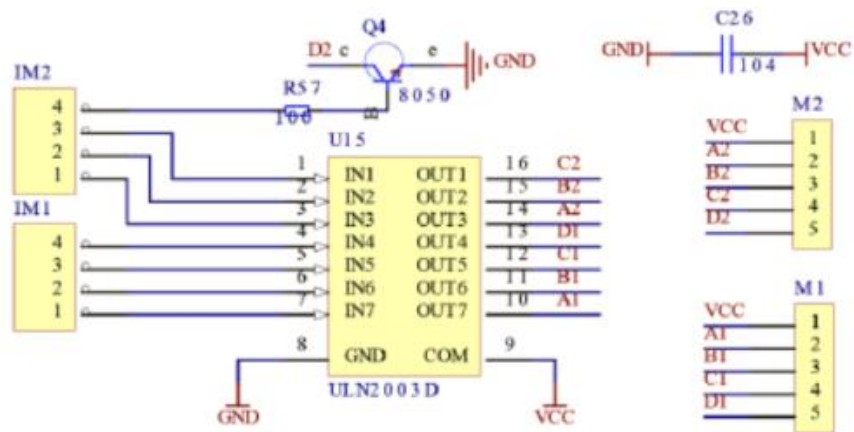 Q4
C26
D2 c e GND
GND VCC
104
IM2
R57
100
B
8050
4
3
2
1
U15
1 IN1 OUT1 16 C2
2 IN2 OUT2 15 B2
3 IN3 OUT3 14 A2
4 IN4 OUT4 13 D1
5 IN5 OUT5 12 C1
6 IN6 OUT6 11 B1
7 IN7 OUT7 10 A1
8 GND COM 9
ULN2003D
GND
VCC
IM1
4
3
2
1
M2
VCC 1
A2 2
B2 3
C2 4
D2 5
M1
VCC 1
A1 2
B1 3
C1 4
D1 5